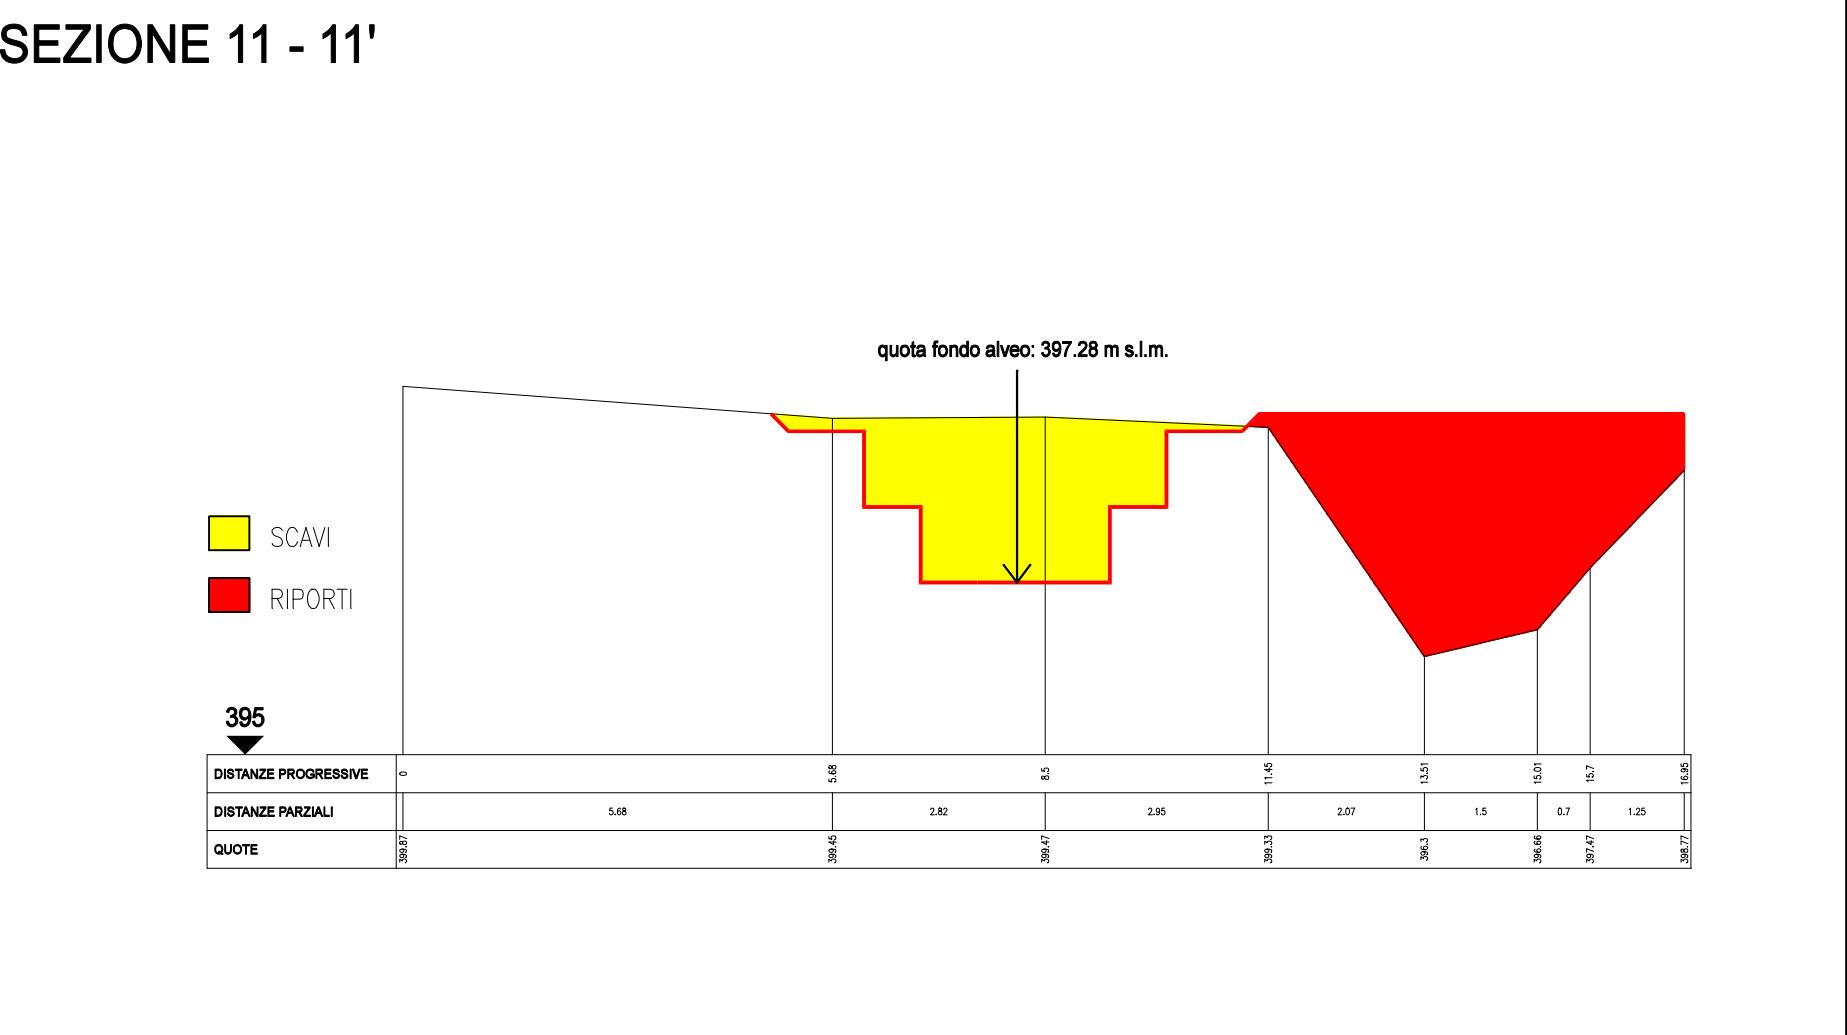 SEZIONE 11 - 11'
quota fondo alveo: 397.28 m s.l.m.
SCAVI
RIPORTI
395
DISTANZE PROGRESSIVE 0 5.68 8.5 11.45 13.51 15.01 15.7 16.95
DISTANZE PARZIALI 5.68 2.82 2.95 2.07 1.5 0.7 1.25
QUOTE 399.87 399.45 399.47 399.33 396.3 396.66 397.47 398.77